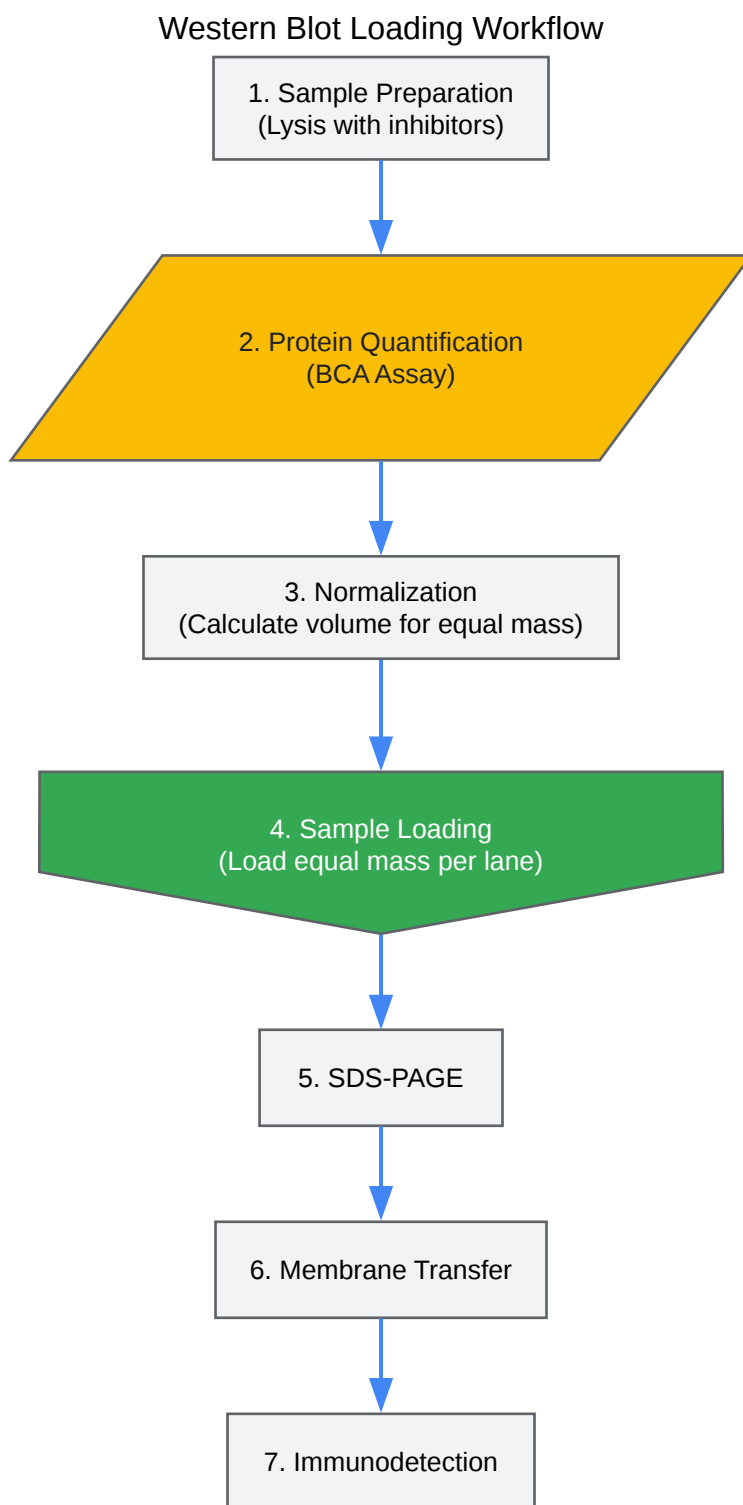 Western Blot Loading Workflow
1. Sample Preparation
(Lysis with inhibitors)
2. Protein Quantification
(BCA Assay)
3. Normalization
(Calculate volume for equal mass)
4. Sample Loading
(Load equal mass per lane)
5. SDS-PAGE
6. Membrane Transfer
7. Immunodetection